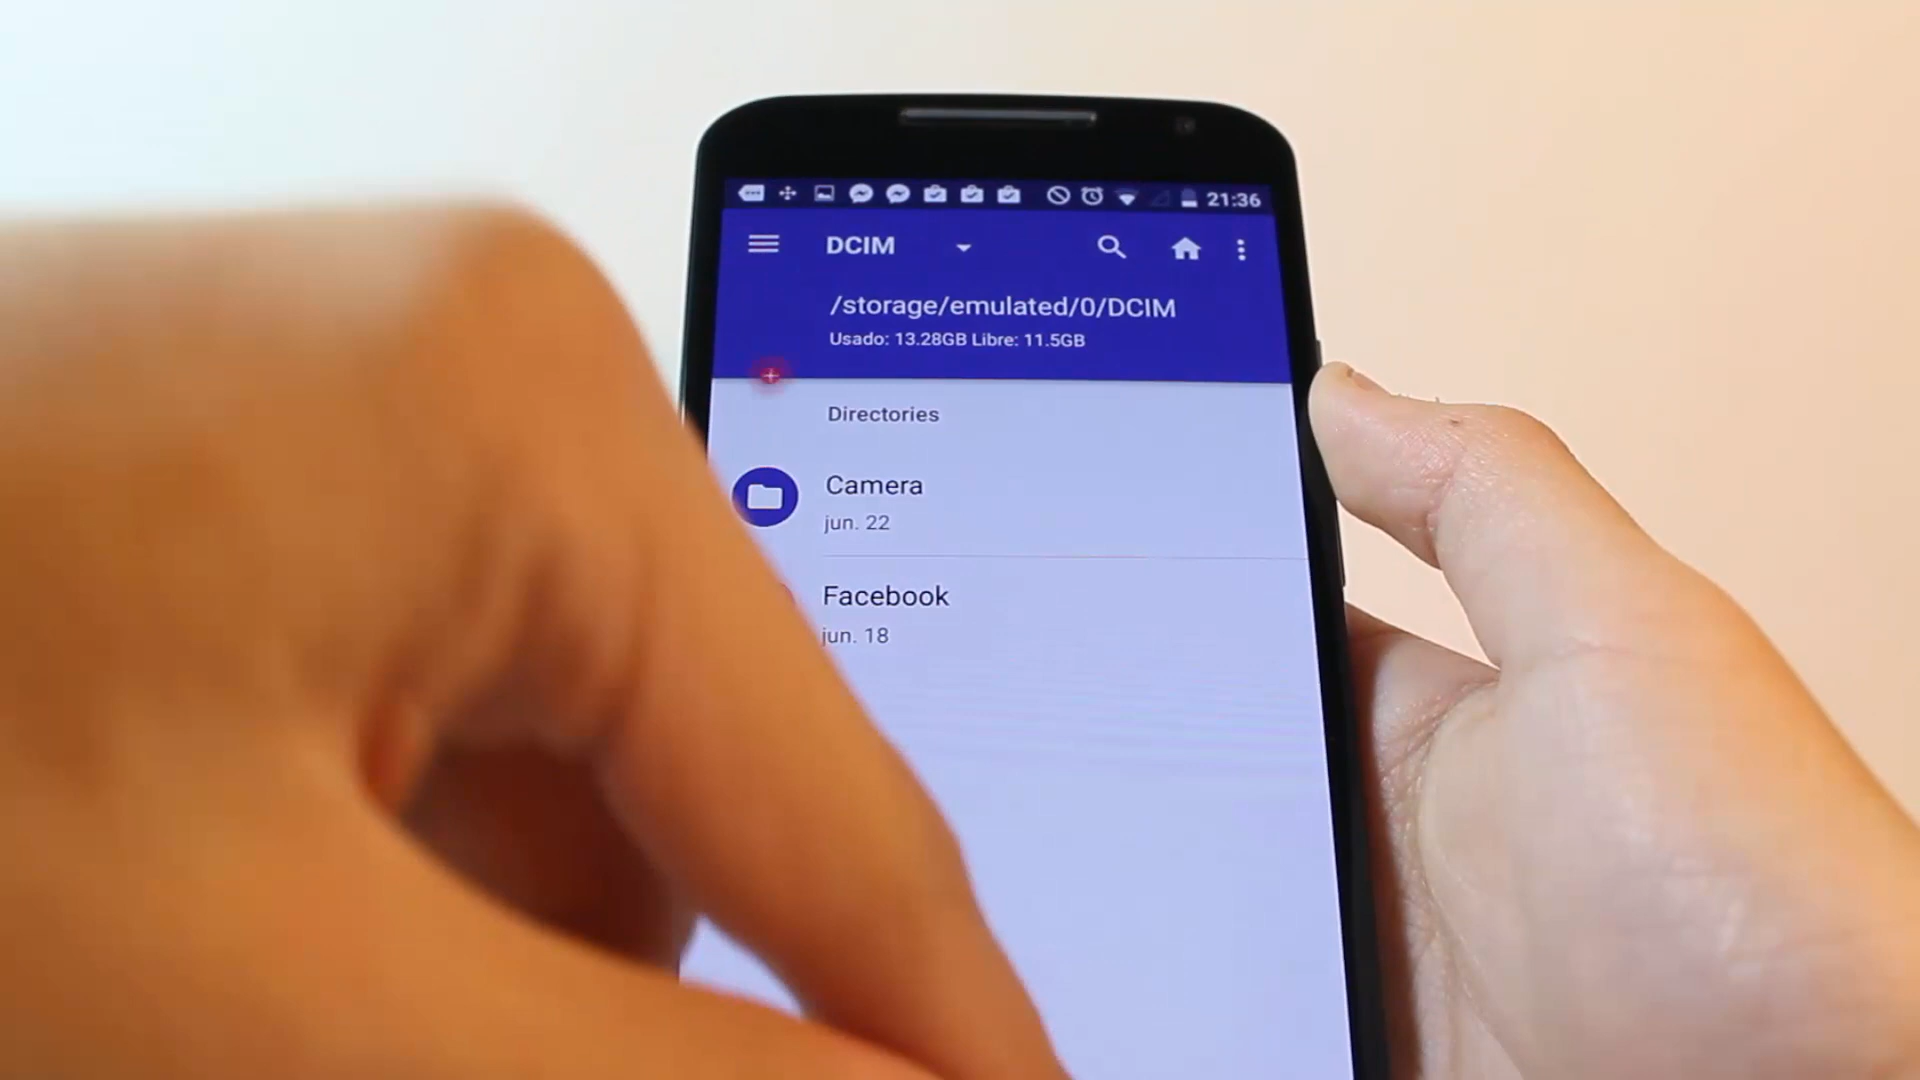 21:36
DCIM
/storage/emulated/0/DCIM
Usado: 13.28GB Libre: 11.5GB
Directories
Camera
jun. 22
Facebook
jun. 18